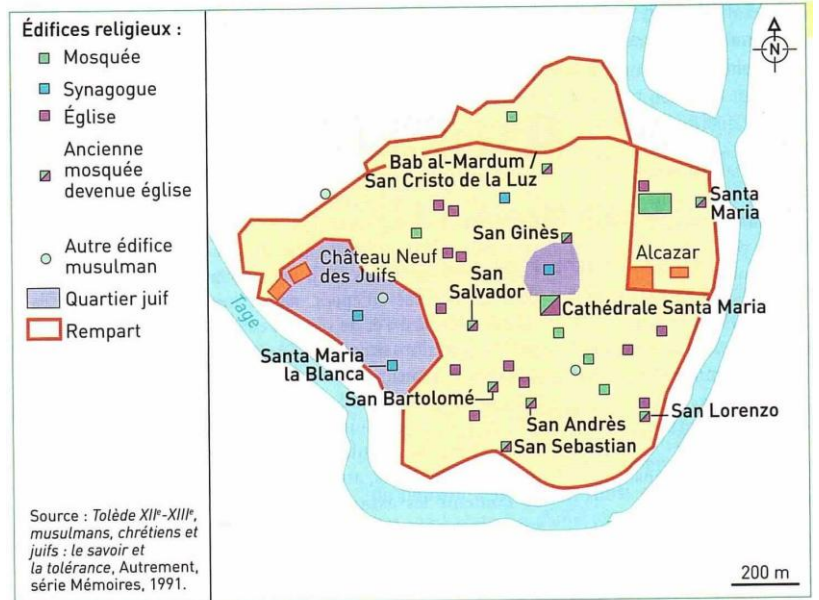 Édifices religieux :
Mosquée
Synagogue
Église
Ancienne
mosquée
devenue église
Autre édifice
musulman
Quartier juif
Rempart
Source : Tolède XIIe-XIIIe,
musulmans, chrétiens et
juifs : le savoir et
la tolérance, Autrement,
série Mémoires, 1991.
N
Bab al-Mardum /
San Cristo de la Luz
Santa
Maria
San Ginès
Alcazar
Château Neuf
des Juifs
San
Salvador
Cathédrale Santa Maria
Tage
Santa Maria
la Blanca
San Bartolomé
San Andrès
San Lorenzo
San Sebastian
200 m